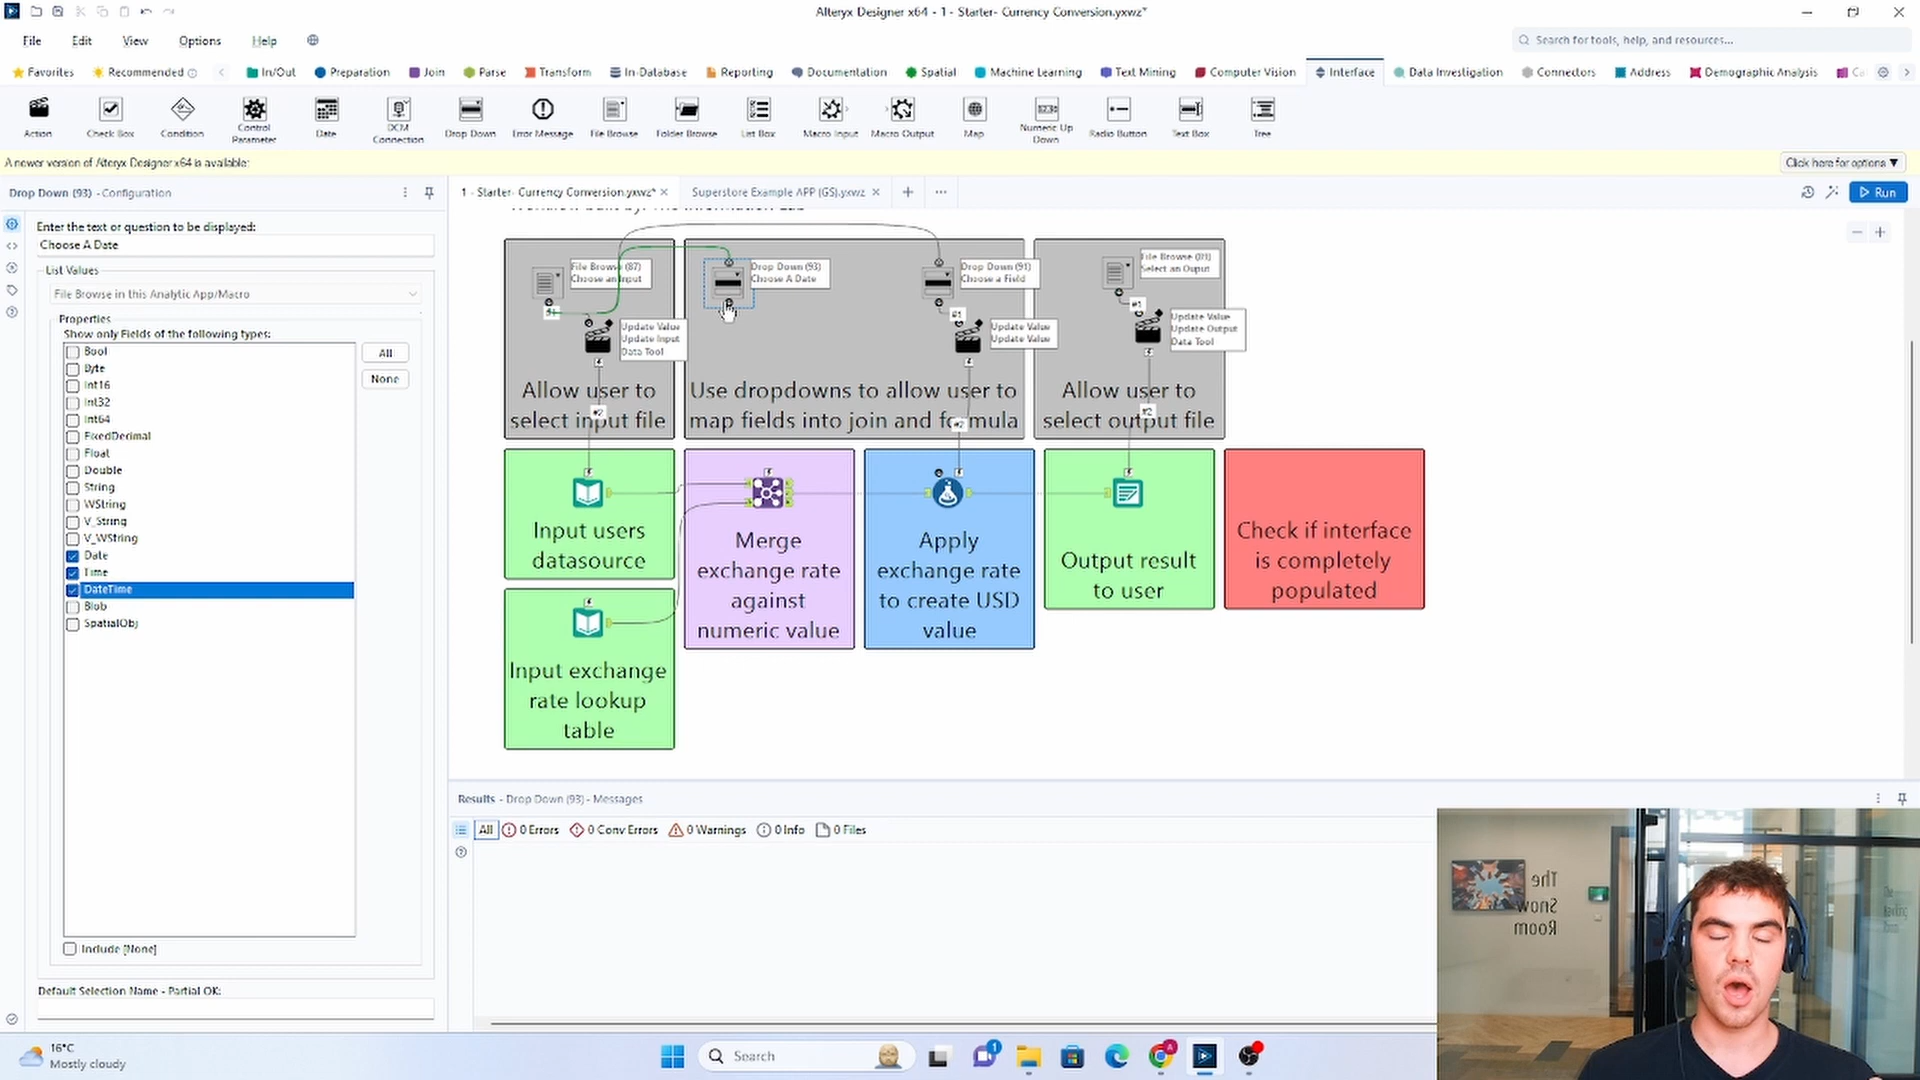 Alteryx Designer x64 - 1 - Starter- Currency Conversion.yxwz*
File Edit View Options Help
Search for tools, help, and resources...
Favorites Recommended In/Out Preparation Join Parse Transform In-Database Reporting Documentation Spatial Machine Learning Text Mining Computer Vision Interface Data Investigation Connectors Address Demographic Analysis Ca
Action Check Box Condition Control Parameter Date DCM Connection Drop Down Error Message File Browse Folder Browse List Box Macro Input Macro Output Map Numeric Up Down Radio Button Text Box Tree
A newer version of Alteryx Designer x64 is available:
Click here for options ▼
Drop Down (93) - Configuration
1 - Starter- Currency Conversion.yxwz*
Superstore Example APP (GS).yxwz
Run
Enter the text or question to be displayed:
Choose A Date
List Values
File Browse in this Analytic App/Macro
Properties
Show only Fields of the following types:
Bool
Byte
Int16
Int32
Int64
FixedDecimal
Float
Double
String
WString
V_String
V_WString
Date
Time
DateTime
Blob
SpatialObj
All
None
Include [None]
Default Selection Name - Partial OK:
File Browse (87)
Choose an Input
Update Value
Update Input
Data Tool
Allow user to
select input file
#2
Drop Down (93)
Choose A Date
Drop Down (91)
Choose a Field
#1
Update Value
Update Value
Use dropdowns to allow user to
map fields into join and formula
File Browse (81)
Select an Output
#1
Update Value
Update Output
Data Tool
Allow user to
select output file
#2
Input users
datasource
Merge
exchange rate
against
numeric value
Apply
exchange rate
to create USD
value
Output result
to user
Check if interface
is completely
populated
Input exchange
rate lookup
table
Results - Drop Down (93) - Messages
All 0 Errors 0 Conv Errors 0 Warnings 0 Info 0 Files
The
Snow
Room
16°C
Mostly cloudy
Search
1